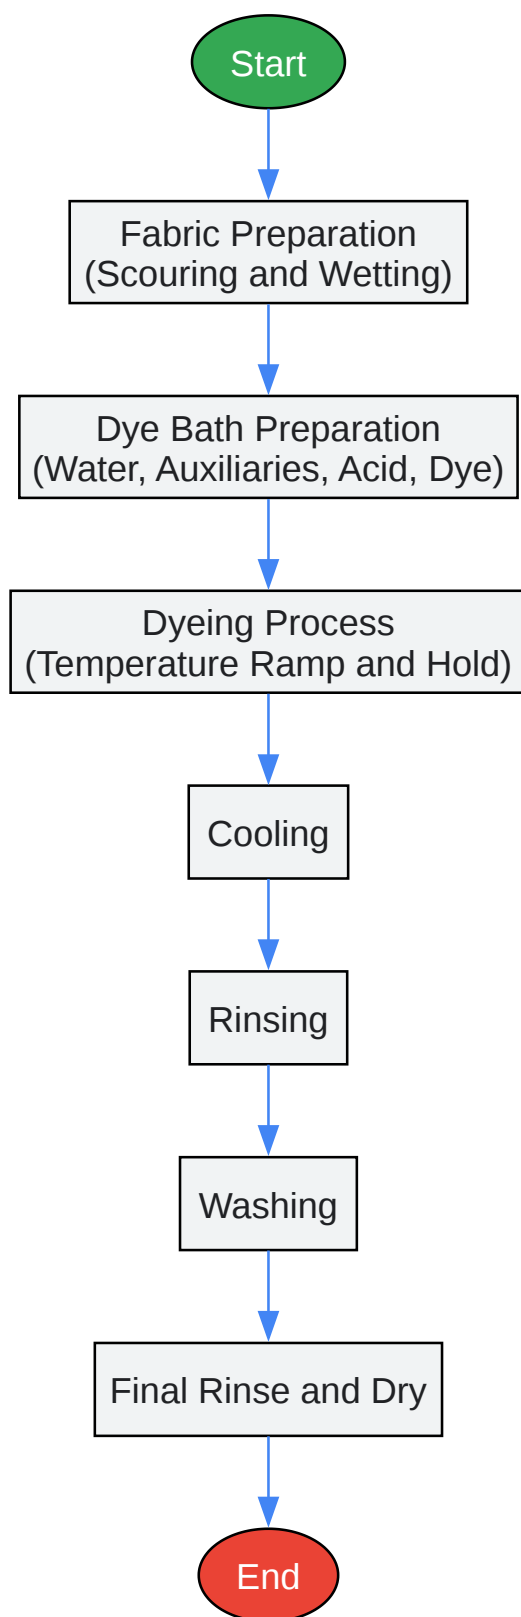 Start
Fabric Preparation
(Scouring and Wetting)
Dye Bath Preparation
(Water, Auxiliaries, Acid, Dye)
Dyeing Process
(Temperature Ramp and Hold)
Cooling
Rinsing
Washing
Final Rinse and Dry
End